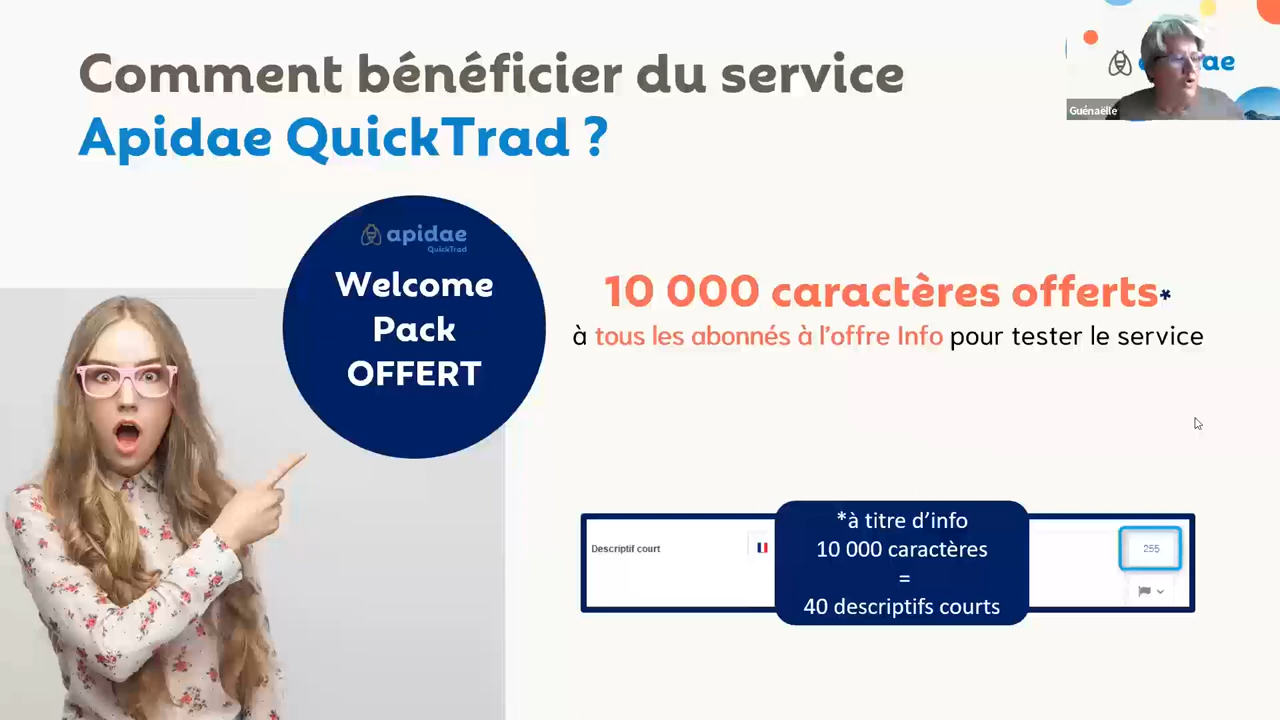 Comment bénéficier du service
Apidae QuickTrad ?
Guénaëlle
apidae
QuickTrad
Welcome
Pack
OFFERT
10 000 caractères offerts*
à tous les abonnés à l'offre Info pour tester le service
Descriptif court
255
*à titre d'info
10 000 caractères
=
40 descriptifs courts